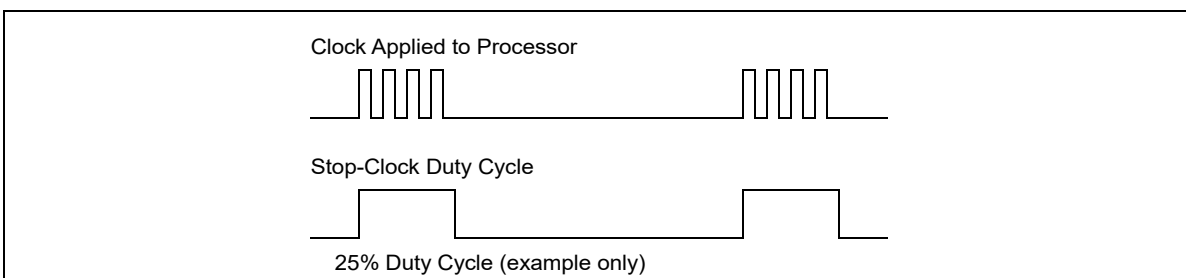 Clock Applied to Processor
Stop-Clock Duty Cycle
25% Duty Cycle (example only)